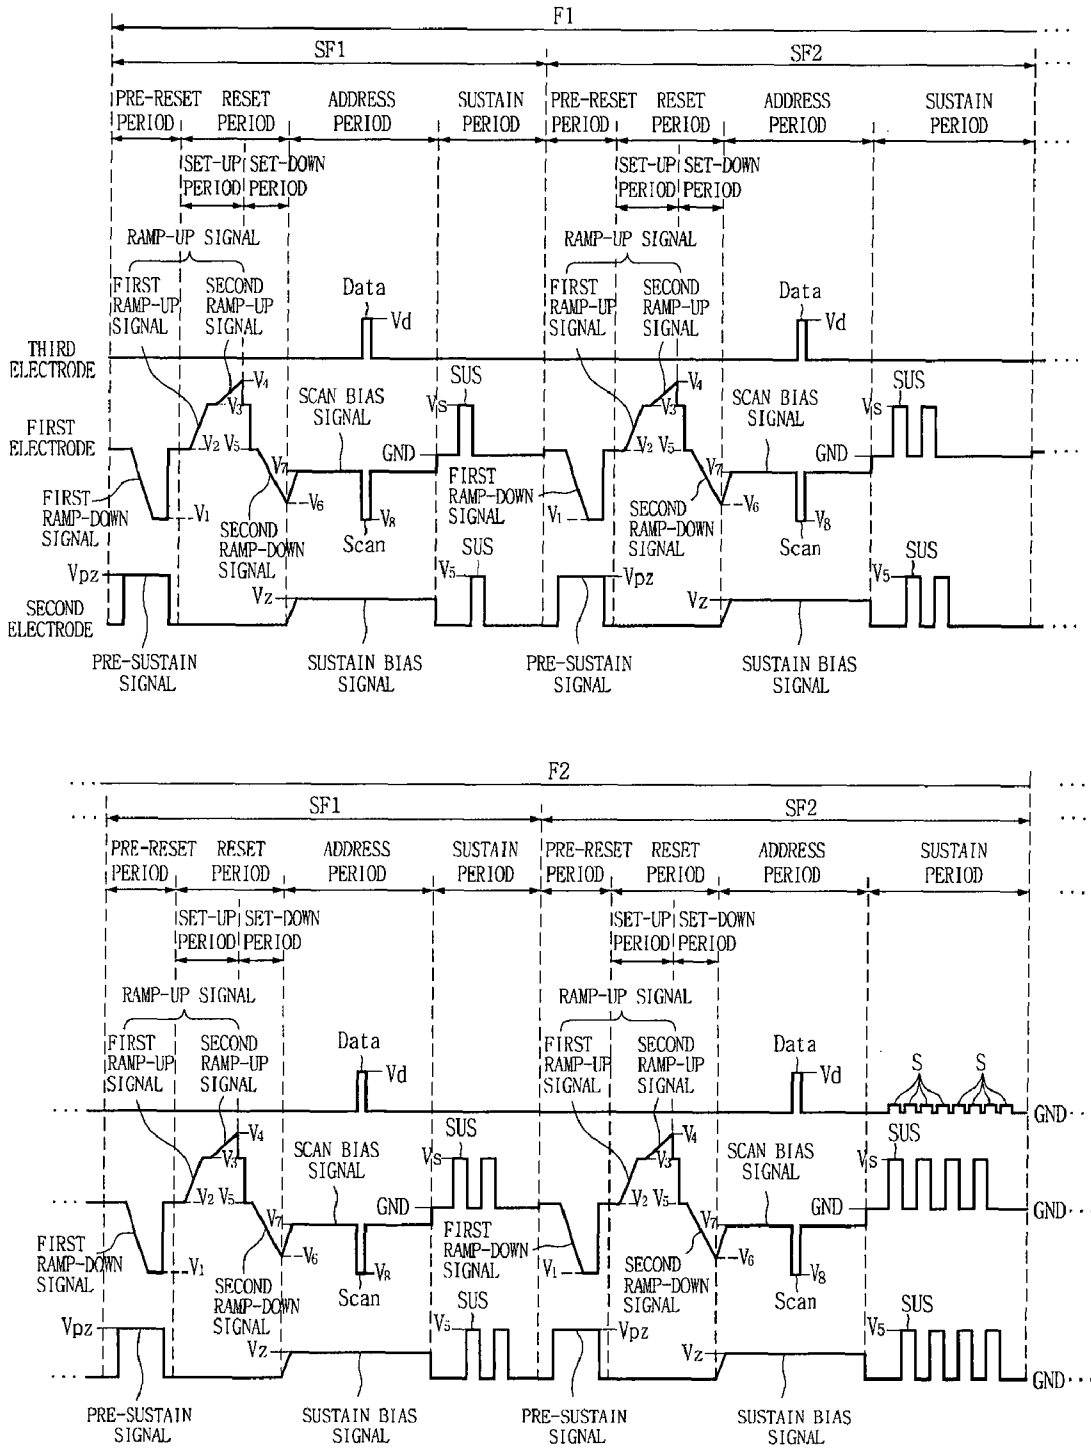 F1
SF1 SF2
PRE-RESET PERIOD RESET PERIOD ADDRESS PERIOD SUSTAIN PERIOD PRE-RESET PERIOD RESET PERIOD ADDRESS PERIOD SUSTAIN PERIOD
SET-UP PERIOD SET-DOWN PERIOD SET-UP PERIOD SET-DOWN PERIOD
RAMP-UP SIGNAL RAMP-UP SIGNAL
FIRST RAMP-UP SIGNAL SECOND RAMP-UP SIGNAL Data Vd FIRST RAMP-UP SIGNAL SECOND RAMP-UP SIGNAL Data Vd
THIRD ELECTRODE
FIRST ELECTRODE V2 V5 V3 V4 SCAN BIAS SIGNAL Vs SUS GND V2 V5 V3 V4 SCAN BIAS SIGNAL Vs SUS GND
FIRST RAMP-DOWN SIGNAL V1 V7 V6 SECOND RAMP-DOWN SIGNAL V8 Scan FIRST RAMP-DOWN SIGNAL V1 V7 V6 SECOND RAMP-DOWN SIGNAL V8 Scan
SECOND ELECTRODE Vpz Vz V5 SUS Vpz Vz V5 SUS
PRE-SUSTAIN SIGNAL SUSTAIN BIAS SIGNAL PRE-SUSTAIN SIGNAL SUSTAIN BIAS SIGNAL
F2
SF1 SF2
PRE-RESET PERIOD RESET PERIOD ADDRESS PERIOD SUSTAIN PERIOD PRE-RESET PERIOD RESET PERIOD ADDRESS PERIOD SUSTAIN PERIOD
SET-UP PERIOD SET-DOWN PERIOD SET-UP PERIOD SET-DOWN PERIOD
RAMP-UP SIGNAL RAMP-UP SIGNAL
FIRST RAMP-UP SIGNAL SECOND RAMP-UP SIGNAL Data Vd FIRST RAMP-UP SIGNAL SECOND RAMP-UP SIGNAL Data Vd S S GND
V2 V5 V3 V4 SCAN BIAS SIGNAL Vs SUS GND V2 V5 V3 V4 SCAN BIAS SIGNAL Vs SUS GND GND
FIRST RAMP-DOWN SIGNAL V1 V7 V6 SECOND RAMP-DOWN SIGNAL V8 Scan FIRST RAMP-DOWN SIGNAL V1 V7 V6 SECOND RAMP-DOWN SIGNAL V8 Scan
Vpz Vz V5 SUS Vpz Vz V5 SUS GND
PRE-SUSTAIN SIGNAL SUSTAIN BIAS SIGNAL PRE-SUSTAIN SIGNAL SUSTAIN BIAS SIGNAL